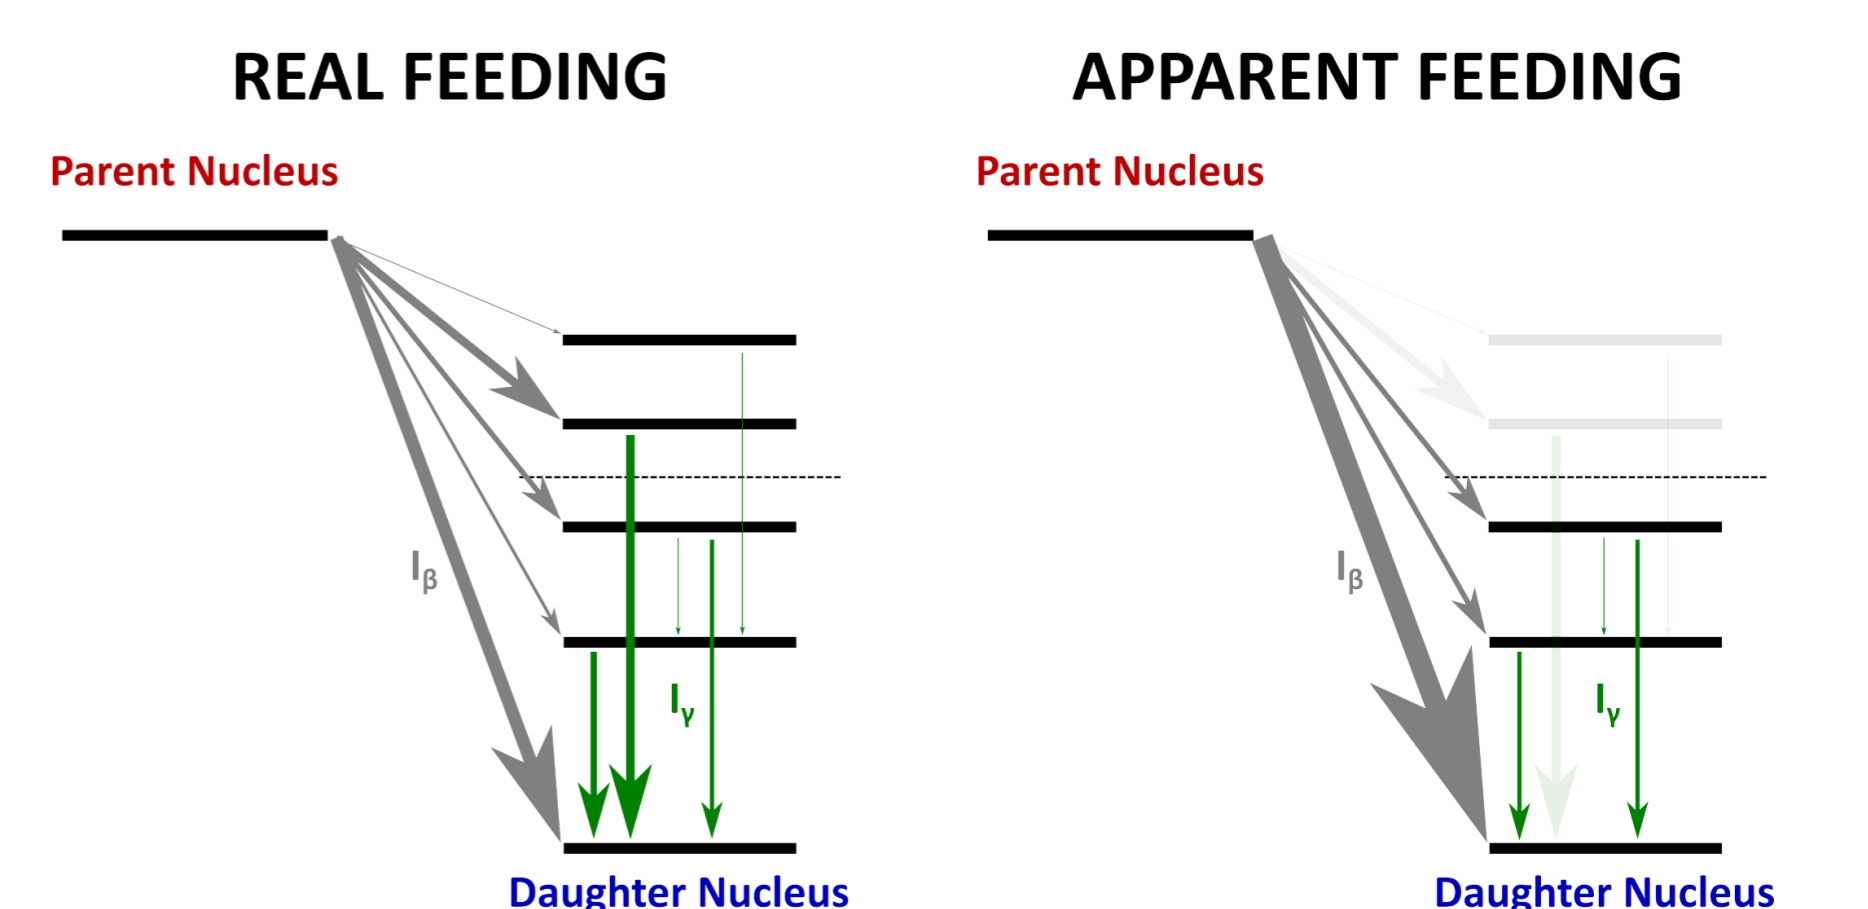 REAL FEEDING
APPARENT FEEDING
Parent Nucleus
Parent Nucleus
Iβ
Iγ
Iβ
Iγ
Daughter Nucleus
Daughter Nucleus